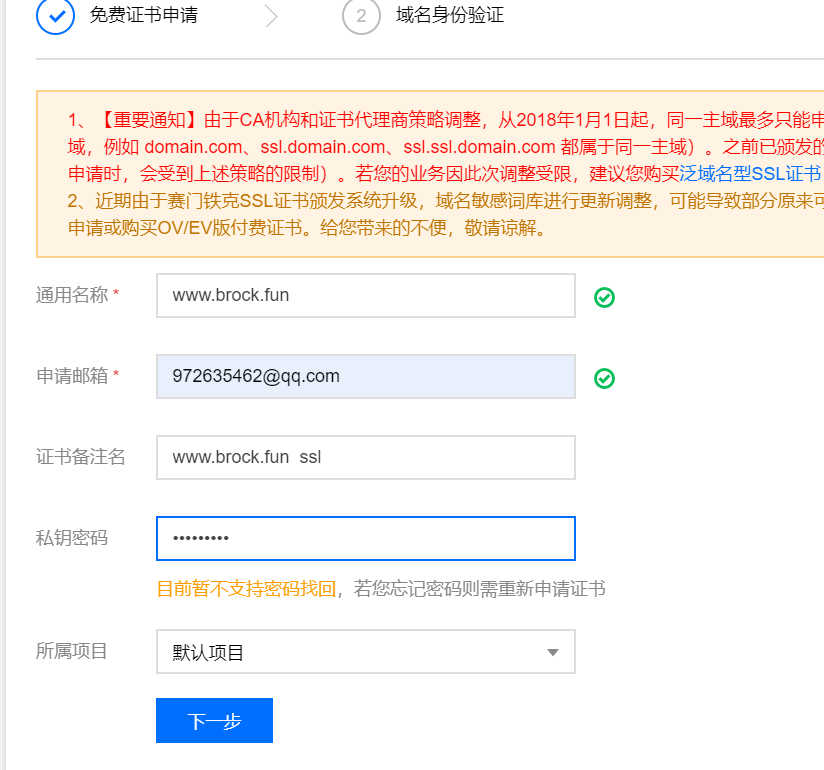 免费证书申请
2 域名身份验证
1、【重要通知】由于CA机构和证书代理商策略调整，从2018年1月1日起，同一主域最多只能申
域，例如 domain.com、ssl.domain.com、ssl.ssl.domain.com 都属于同一主域）。之前已颁发的
申请时，会受到上述策略的限制）。若您的业务因此次调整受限，建议您购买泛域名型SSL证书
2、近期由于赛门铁克SSL证书颁发系统升级，域名敏感词库进行更新调整，可能导致部分原来可
申请或购买OV/EV版付费证书。给您带来的不便，敬请谅解。
通用名称 * www.brock.fun
申请邮箱 * 972635462@qq.com
证书备注名 www.brock.fun ssl
私钥密码 •••••••••
目前暂不支持密码找回，若您忘记密码则需重新申请证书
所属项目 默认项目
下一步